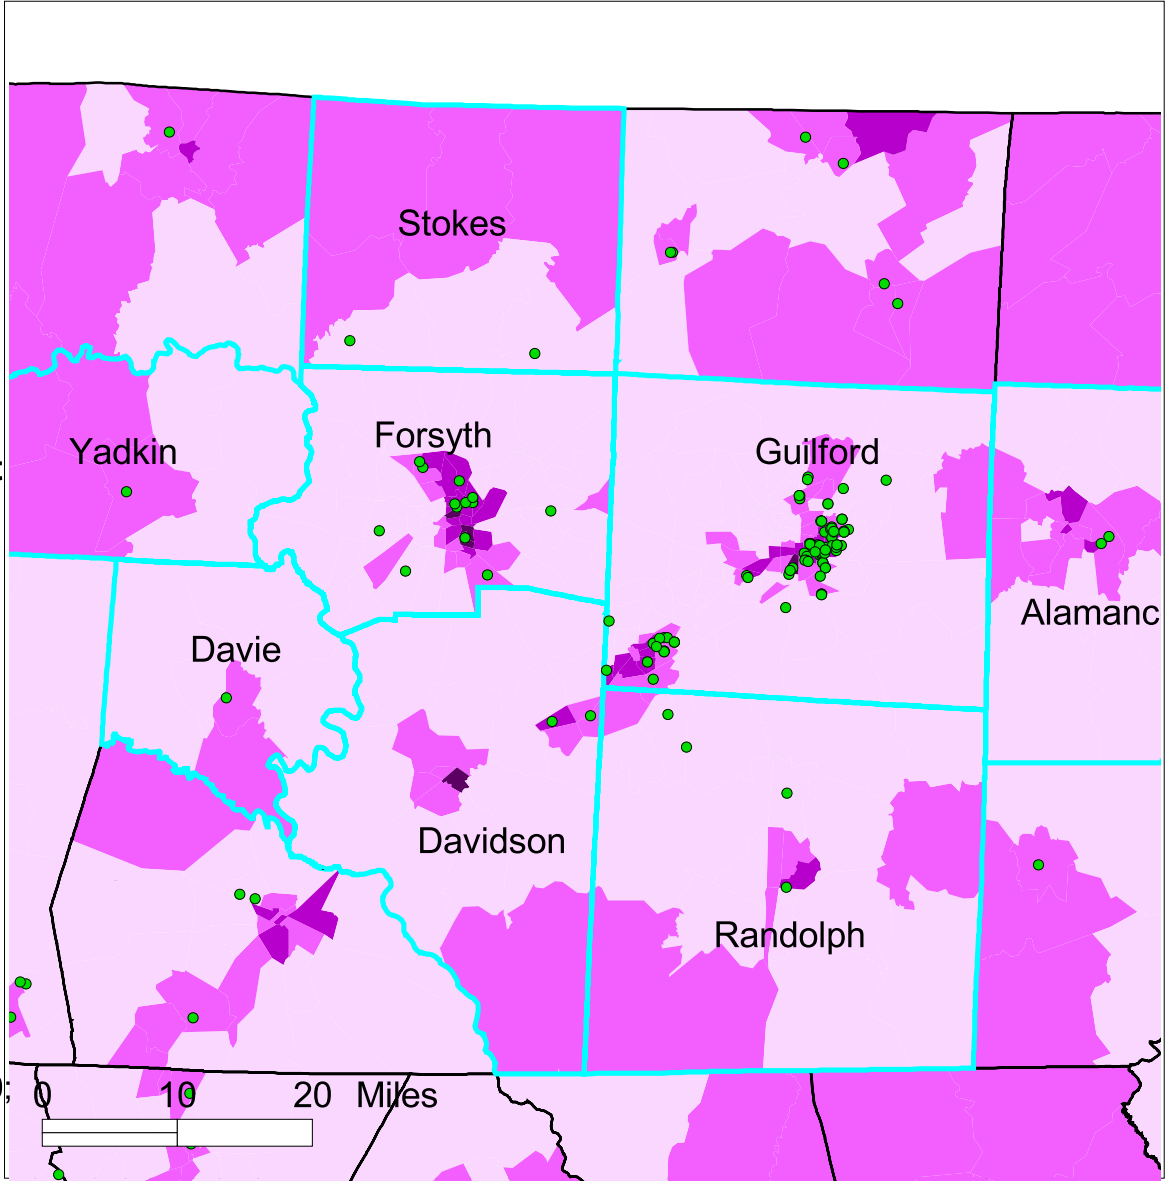 Stokes
Forsyth
Guilford
Yadkin
Alamanc
Davie
Davidson
Randolph
0 10 20 Miles